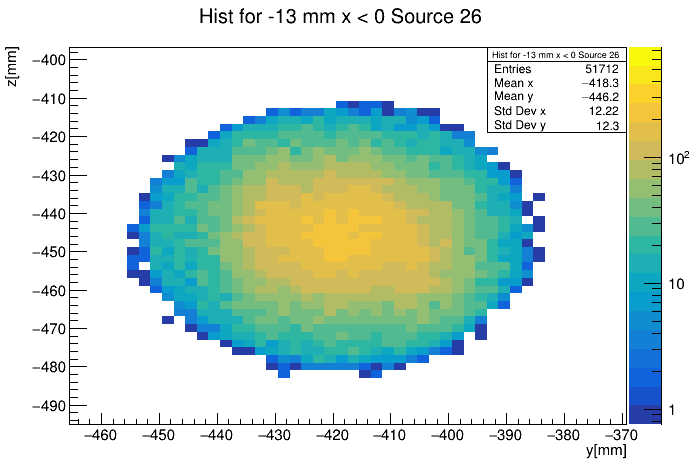 Hist for -13 mm x < 0 Source 26
z[mm]
Hist for -13 mm x < 0 Source 26
Entries 51712
Mean x −418.3
Mean y −446.2
Std Dev x 12.22
Std Dev y 12.3
−400
−410
−420
−430
−440
−450
−460
−470
−480
−490
10²
10
1
−460 −450 −440 −430 −420 −410 −400 −390 −380 −370
y[mm]